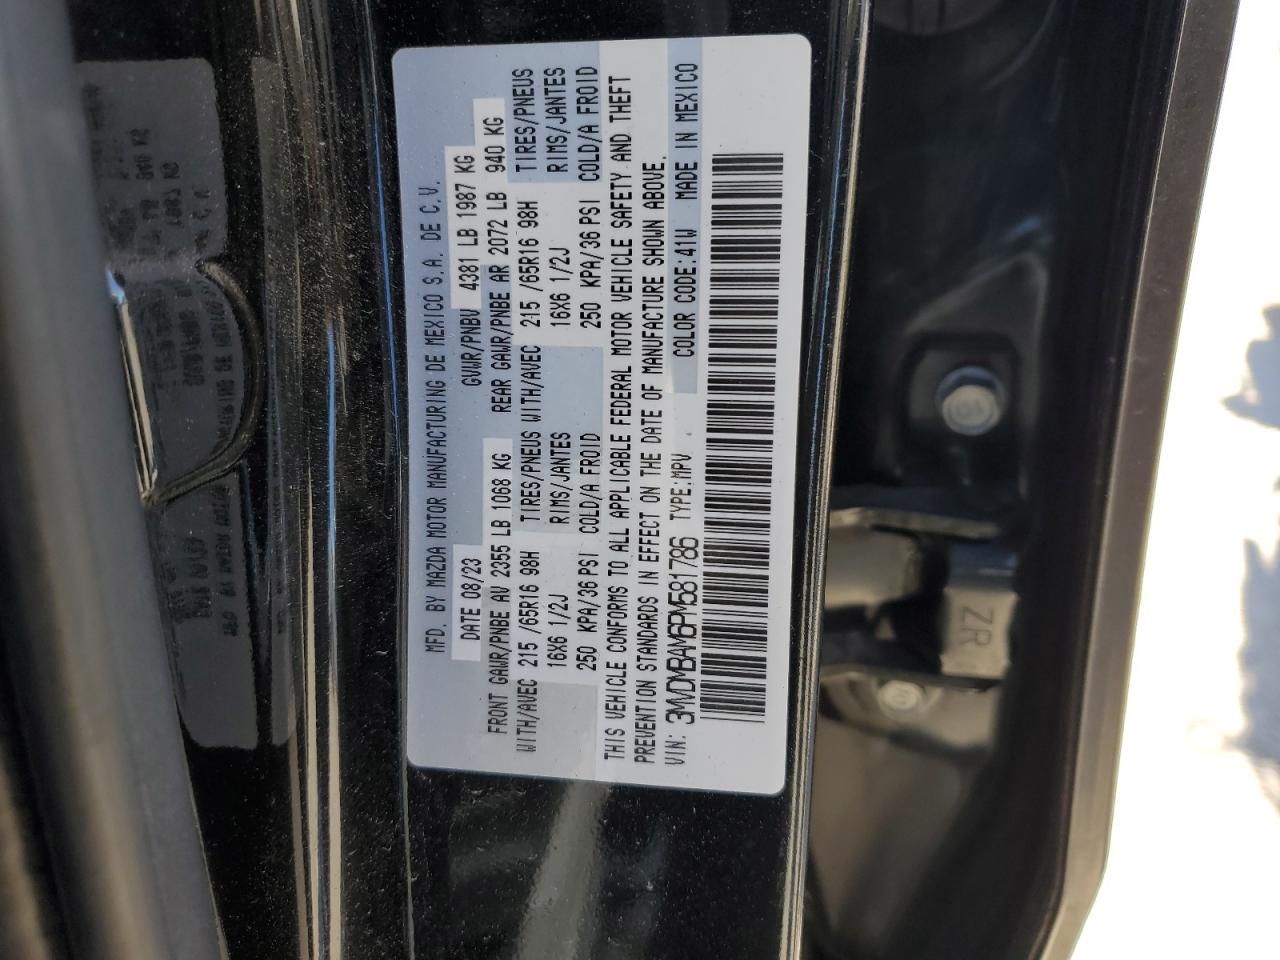 MFD. BY MAZDA MOTOR MANUFACTURING DE MEXICO S.A. DE C.V.
DATE 08/23 GVWR/PNBV 4381 LB 1987 KG
FRONT GAWR/PNBE AV 2355 LB 1068 KG REAR GAWR/PNBE AR 2072 LB 940 KG
WITH/AVEC 215 /65R16 98H TIRES/PNEUS WITH/AVEC 215 /65R16 98H TIRES/PNEUS
16X6 1/2J RIMS/JANTES 16X6 1/2J RIMS/JANTES
250 KPA/36 PSI COLD/A FROID 250 KPA/36 PSI COLD/A FROID
THIS VEHICLE CONFORMS TO ALL APPLICABLE FEDERAL MOTOR VEHICLE SAFETY AND THEFT
PREVENTION STANDARDS IN EFFECT ON THE DATE OF MANUFACTURE SHOWN ABOVE.
VIN: 3MVDMBAM6PM581786 TYPE:MPV COLOR CODE:41W MADE IN MEXICO
ZR